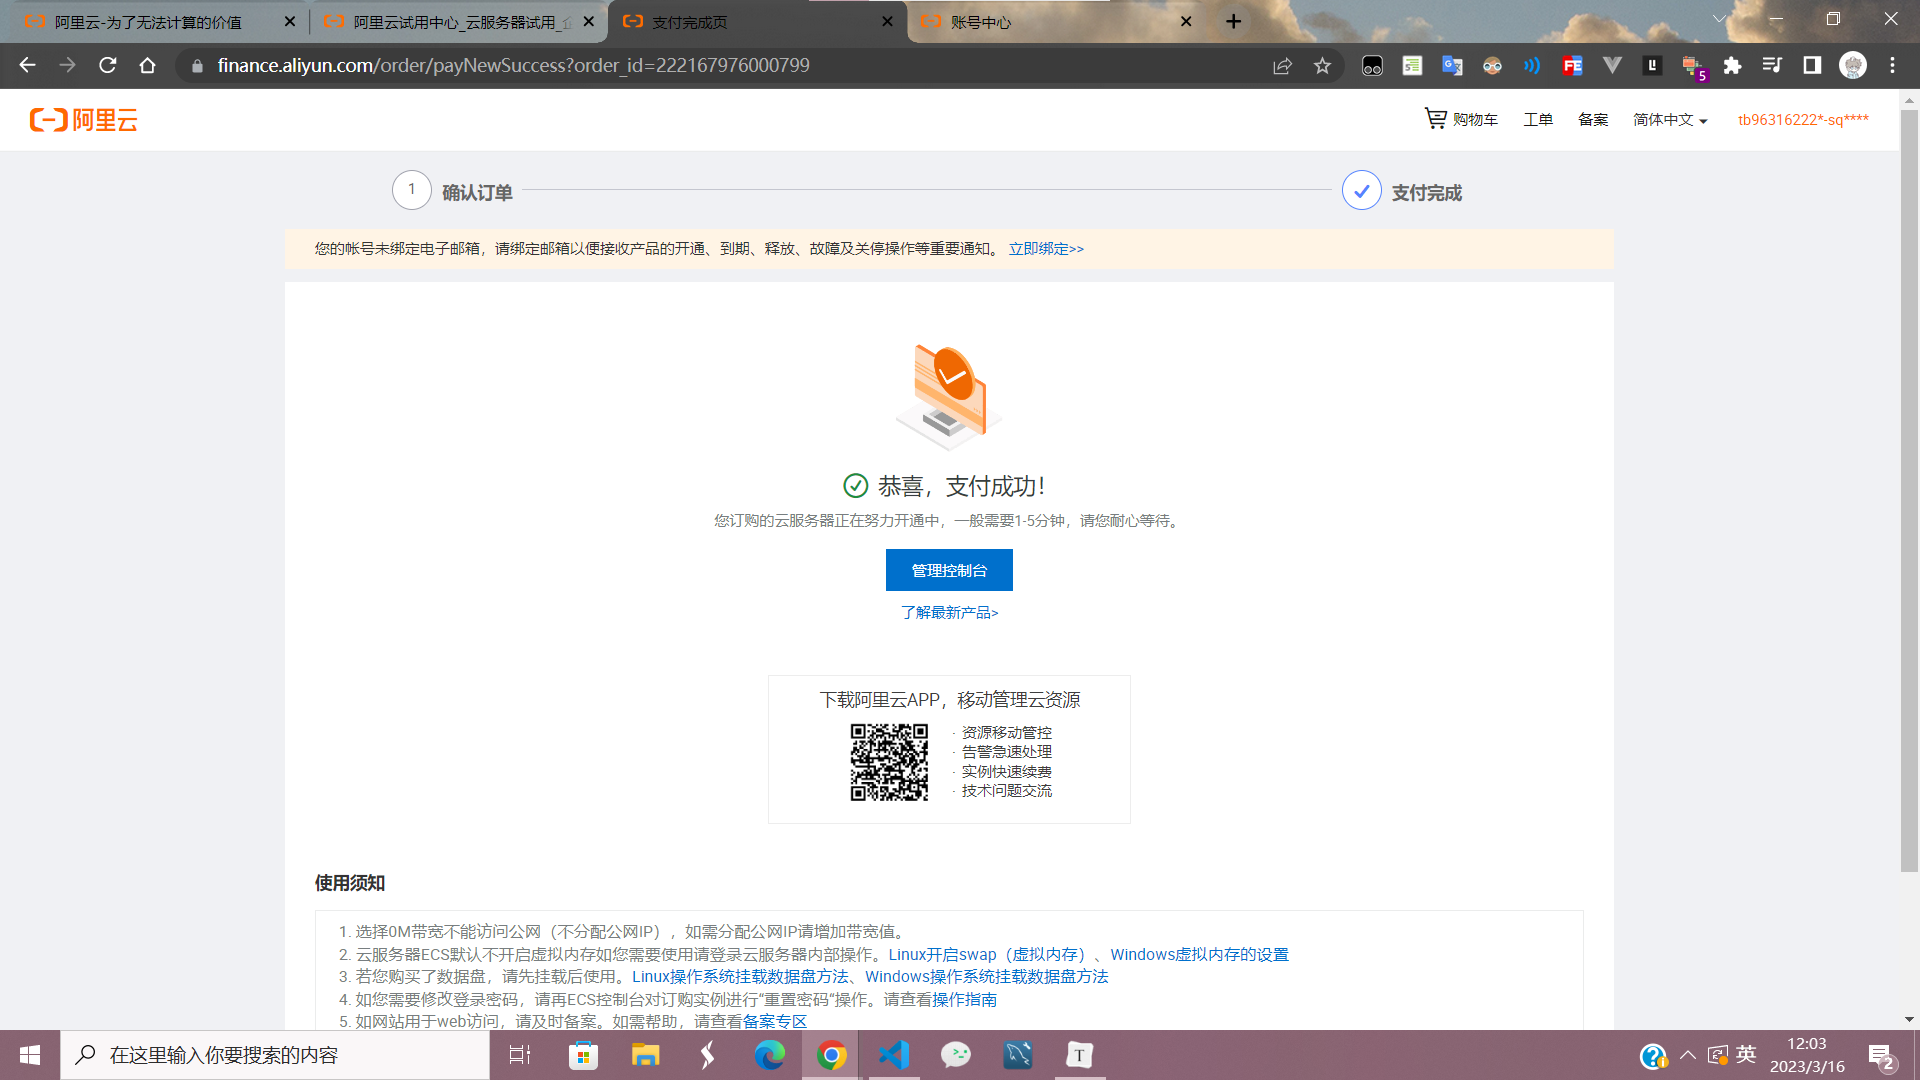 阿里云-为了无法计算的价值
阿里云试用中心_云服务器试用_企
支付完成页
账号中心
finance.aliyun.com/order/payNewSuccess?order_id=222167976000799
5
阿里云
购物车
工单
备案
简体中文
tb96316222*-sq****
1
确认订单
支付完成
您的帐号未绑定电子邮箱，请绑定邮箱以便接收产品的开通、到期、释放、故障及关停操作等重要通知。 立即绑定>>
恭喜，支付成功！
您订购的云服务器正在努力开通中，一般需要1-5分钟，请您耐心等待。
管理控制台
了解最新产品>
下载阿里云APP，移动管理云资源
· 资源移动管控
· 告警急速处理
· 实例快速续费
· 技术问题交流
使用须知
1. 选择0M带宽不能访问公网（不分配公网IP），如需分配公网IP请增加带宽值。
2. 云服务器ECS默认不开启虚拟内存如您需要使用请登录云服务器内部操作。Linux开启swap（虚拟内存）、Windows虚拟内存的设置
3. 若您购买了数据盘，请先挂载后使用。Linux操作系统挂载数据盘方法、Windows操作系统挂载数据盘方法
4. 如您需要修改登录密码，请再ECS控制台对订购实例进行“重置密码”操作。请查看操作指南
5. 如网站用于web访问，请及时备案。如需帮助，请查看备案专区
在这里输入你要搜索的内容
T
英
12:03
2023/3/16
2